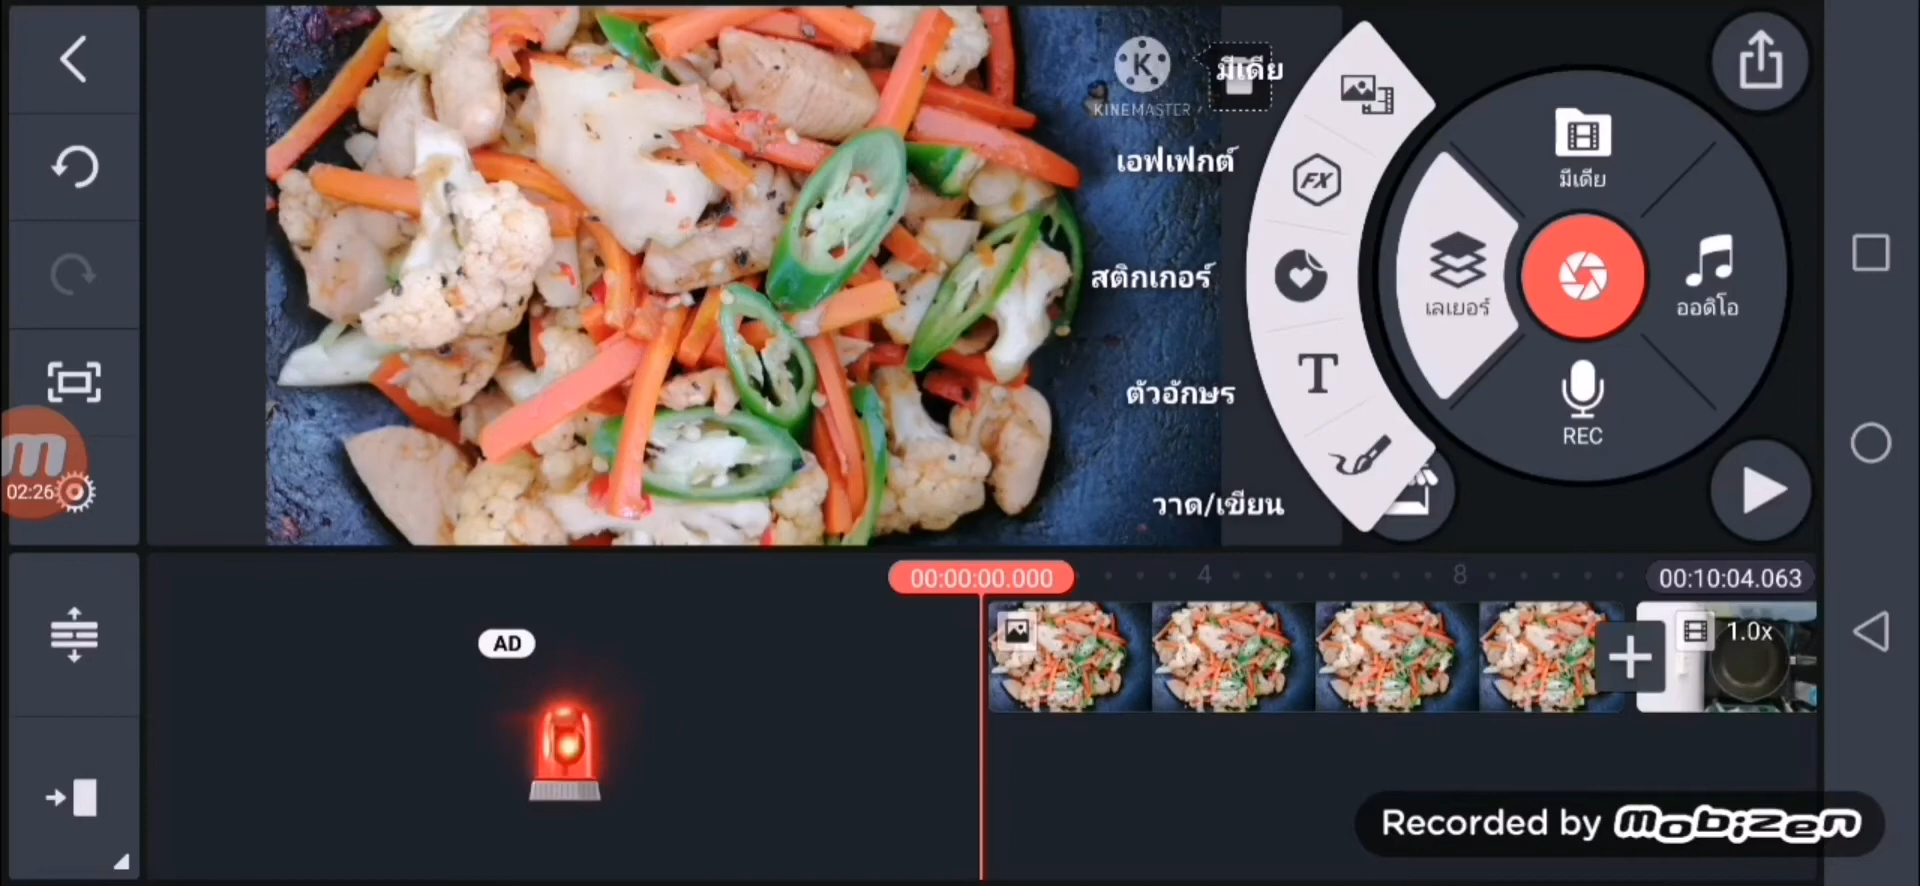 KINEMASTER
มีเดีย
เอฟเฟกต์
สติกเกอร์
ตัวอักษร
วาด/เขียน
FX
T
มีเดีย
เลเยอร์
ออดิโอ
REC
02:26
00:00:00.000
4
8
00:10:04.063
AD
1.0x
Recorded by mobizen